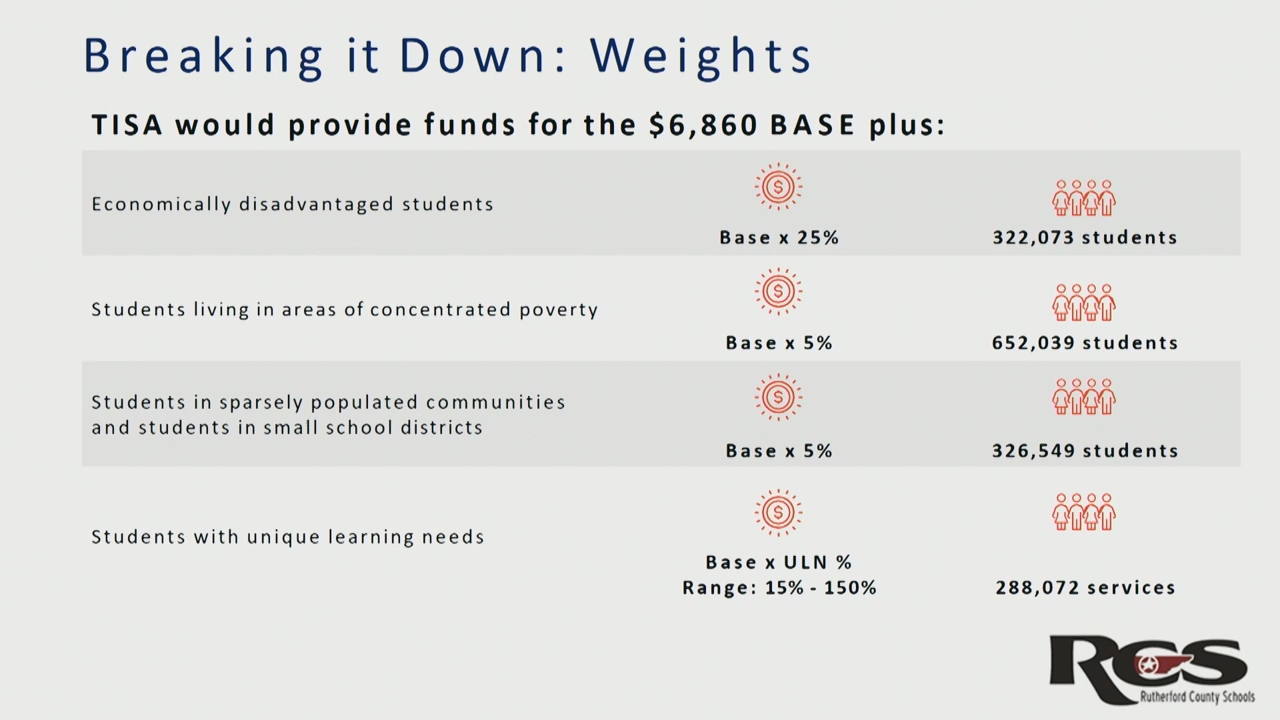 Breaking it Down: Weights
TISA would provide funds for the $6,860 BASE plus:
Economically disadvantaged students
$
Base x 25%
322,073 students
Students living in areas of concentrated poverty
$
Base x 5%
652,039 students
Students in sparsely populated communities
and students in small school districts
$
Base x 5%
326,549 students
Students with unique learning needs
$
Base x ULN %
Range: 15% - 150%
288,072 services
RCS
Rutherford County Schools